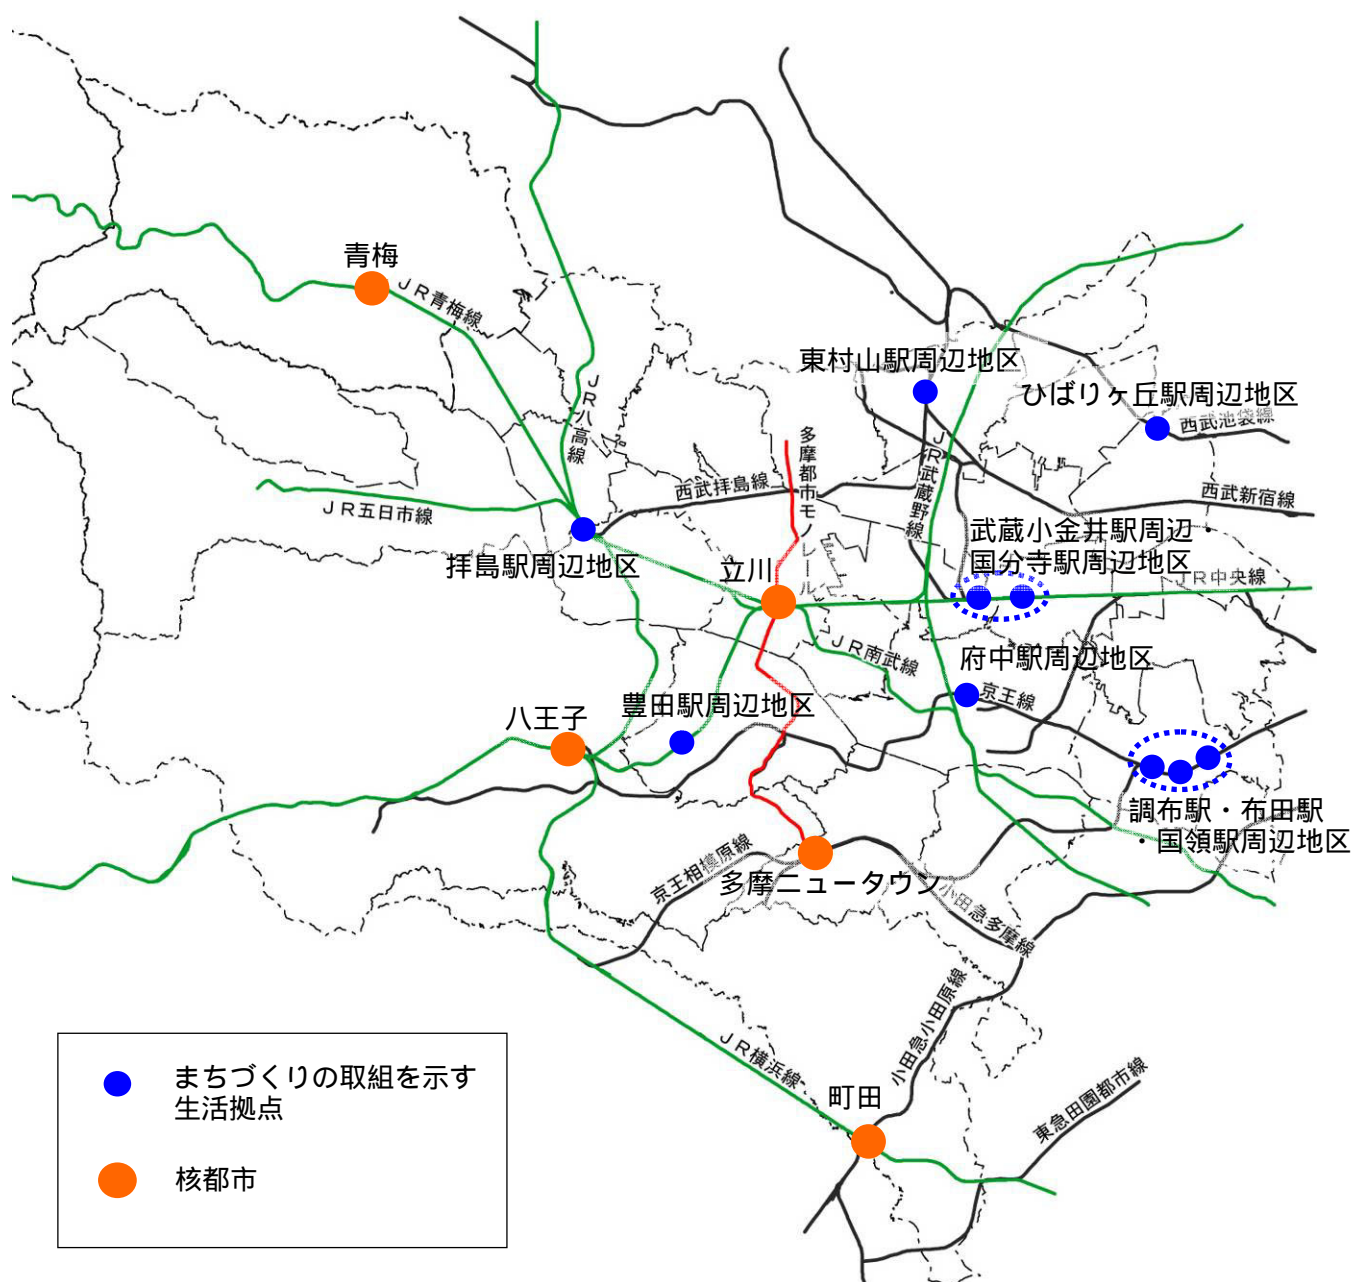 青梅
JR青梅線
JR八高線
東村山駅周辺地区
ひばりヶ丘駅周辺地区
西武池袋線
多摩都市モノレール
JR武蔵野線
西武拝島線
西武新宿線
JR五日市線
武蔵小金井駅周辺
国分寺駅周辺地区
拝島駅周辺地区
立川
JR中央線
JR南武線
府中駅周辺地区
京王線
豊田駅周辺地区
八王子
調布駅・布田駅
・国領駅周辺地区
京王相模原線
多摩ニュータウン
小田急多摩線
小田急小田原線
JR横浜線
町田
東急田園都市線
まちづくりの取組を示す
生活拠点
核都市